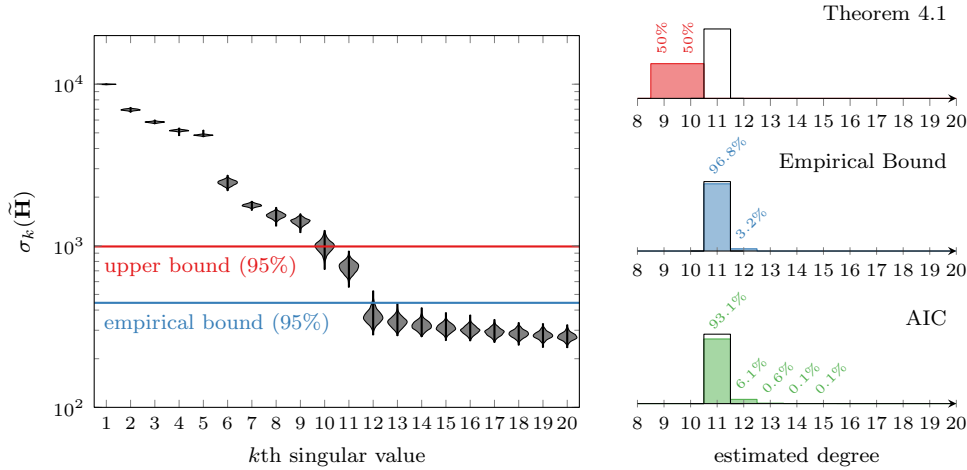 σ_k(H̃)
10^4
10^3
10^2
upper bound (95%)
empirical bound (95%)
1 2 3 4 5 6 7 8 9 10 11 12 13 14 15 16 17 18 19 20
kth singular value
Theorem 4.1
50% 50%
8 9 10 11 12 13 14 15 16 17 18 19 20
Empirical Bound
96.8% 3.2%
8 9 10 11 12 13 14 15 16 17 18 19 20
AIC
93.1% 6.1% 0.6% 0.1% 0.1%
8 9 10 11 12 13 14 15 16 17 18 19 20
estimated degree